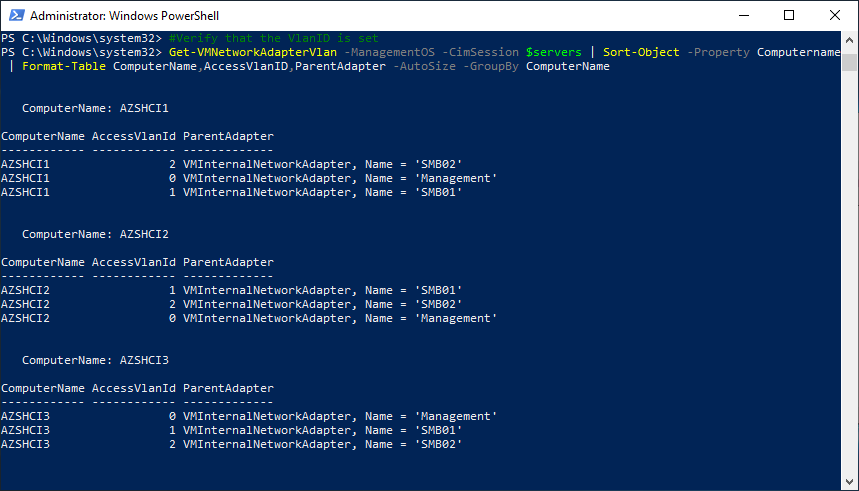 Administrator: Windows PowerShell
PS C:\Windows\system32> #Verify that the VlanID is set
PS C:\Windows\system32> Get-VMNetworkAdapterVlan -ManagementOS -CimSession $servers | Sort-Object -Property Computername
 | Format-Table ComputerName,AccessVlanID,ParentAdapter -AutoSize -GroupBy ComputerName
   ComputerName: AZSHCI1
ComputerName AccessVlanId ParentAdapter
------------ ------------ -------------
AZSHCI1                 2 VMInternalNetworkAdapter, Name = 'SMB02'
AZSHCI1                 0 VMInternalNetworkAdapter, Name = 'Management'
AZSHCI1                 1 VMInternalNetworkAdapter, Name = 'SMB01'
   ComputerName: AZSHCI2
ComputerName AccessVlanId ParentAdapter
------------ ------------ -------------
AZSHCI2                 1 VMInternalNetworkAdapter, Name = 'SMB01'
AZSHCI2                 2 VMInternalNetworkAdapter, Name = 'SMB02'
AZSHCI2                 0 VMInternalNetworkAdapter, Name = 'Management'
   ComputerName: AZSHCI3
ComputerName AccessVlanId ParentAdapter
------------ ------------ -------------
AZSHCI3                 0 VMInternalNetworkAdapter, Name = 'Management'
AZSHCI3                 1 VMInternalNetworkAdapter, Name = 'SMB01'
AZSHCI3                 2 VMInternalNetworkAdapter, Name = 'SMB02'